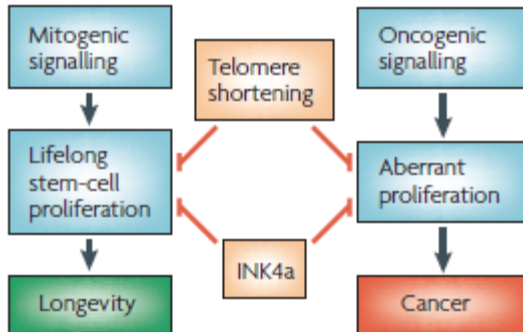 Mitogenic
signalling
Telomere
shortening
Oncogenic
signalling
Lifelong
stem-cell
proliferation
Aberrant
proliferation
INK4a
Longevity
Cancer